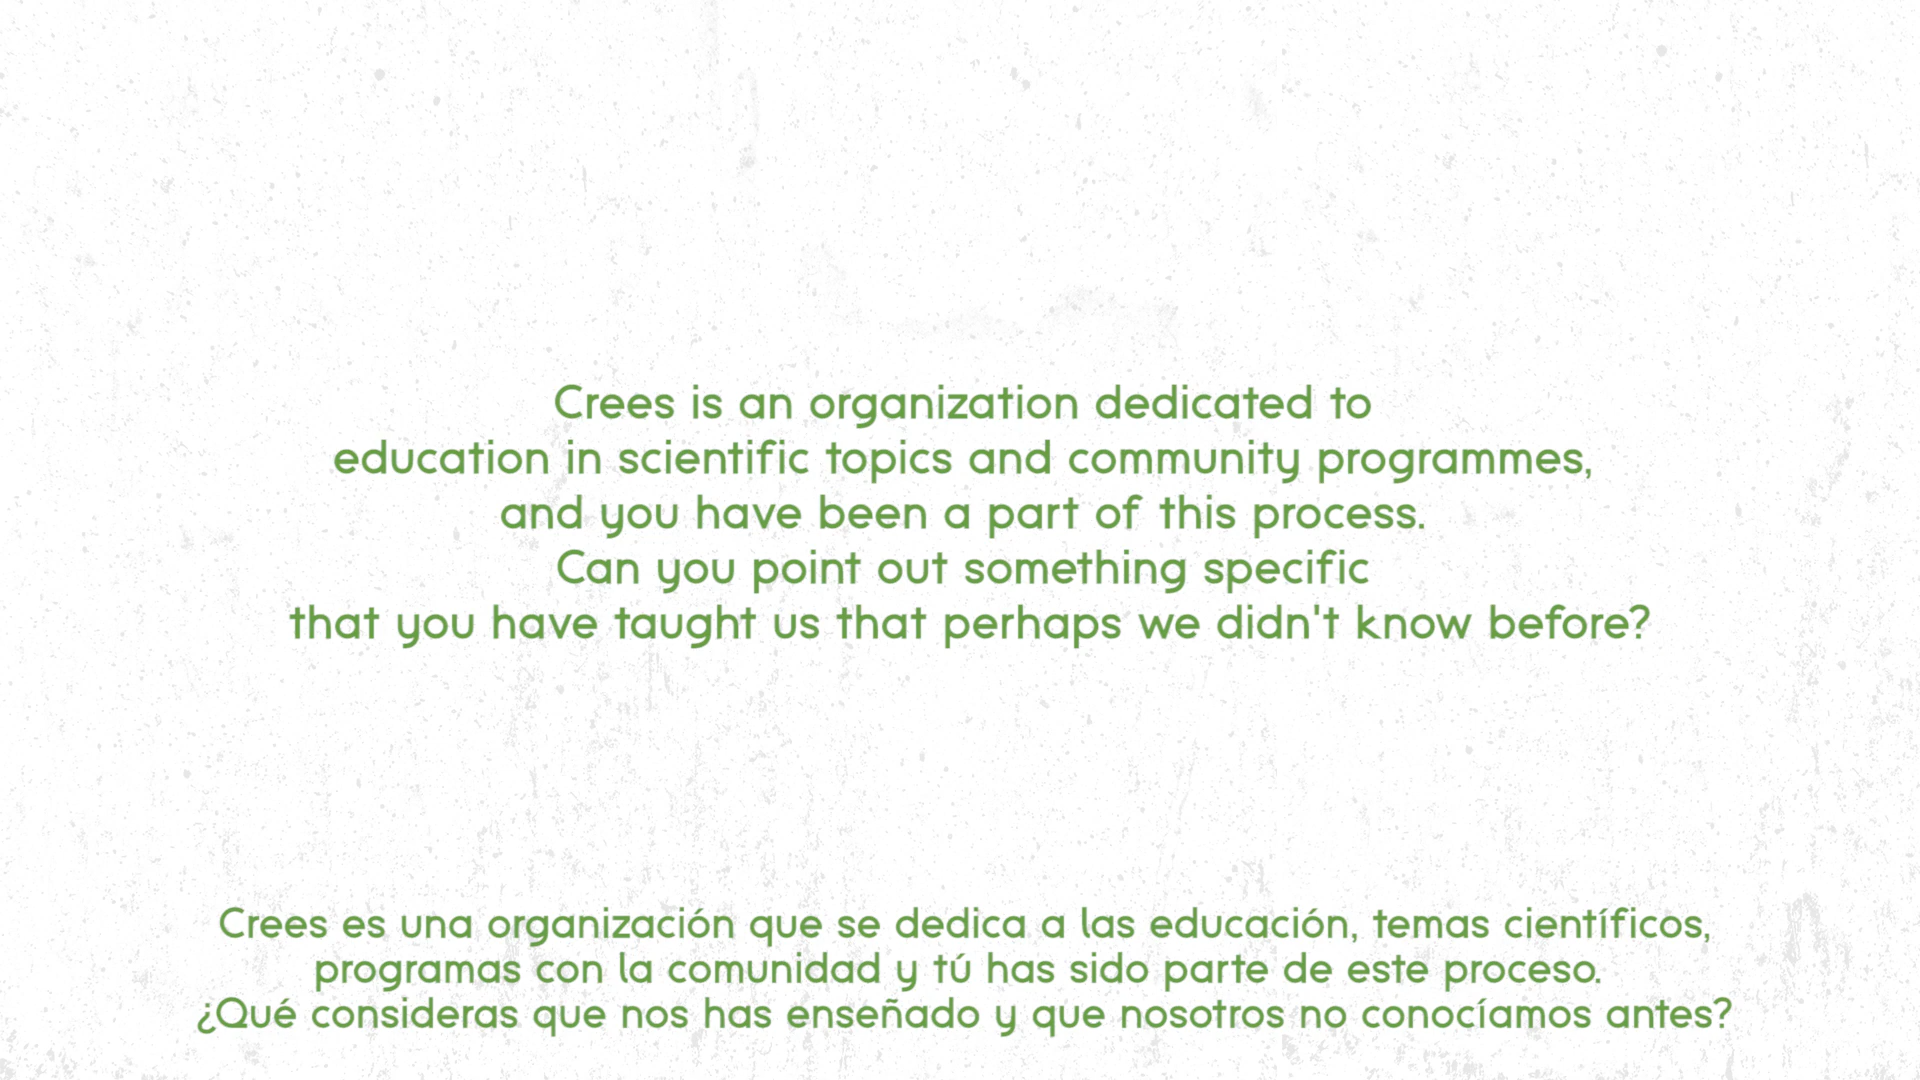 Crees is an organization dedicated to
education in scientific topics and community programmes,
and you have been a part of this process.
Can you point out something specific
that you have taught us that perhaps we didn't know before?
Crees es una organización que se dedica a las educación, temas científicos,
programas con la comunidad y tú has sido parte de este proceso.
¿Qué consideras que nos has enseñado y que nosotros no conocíamos antes?